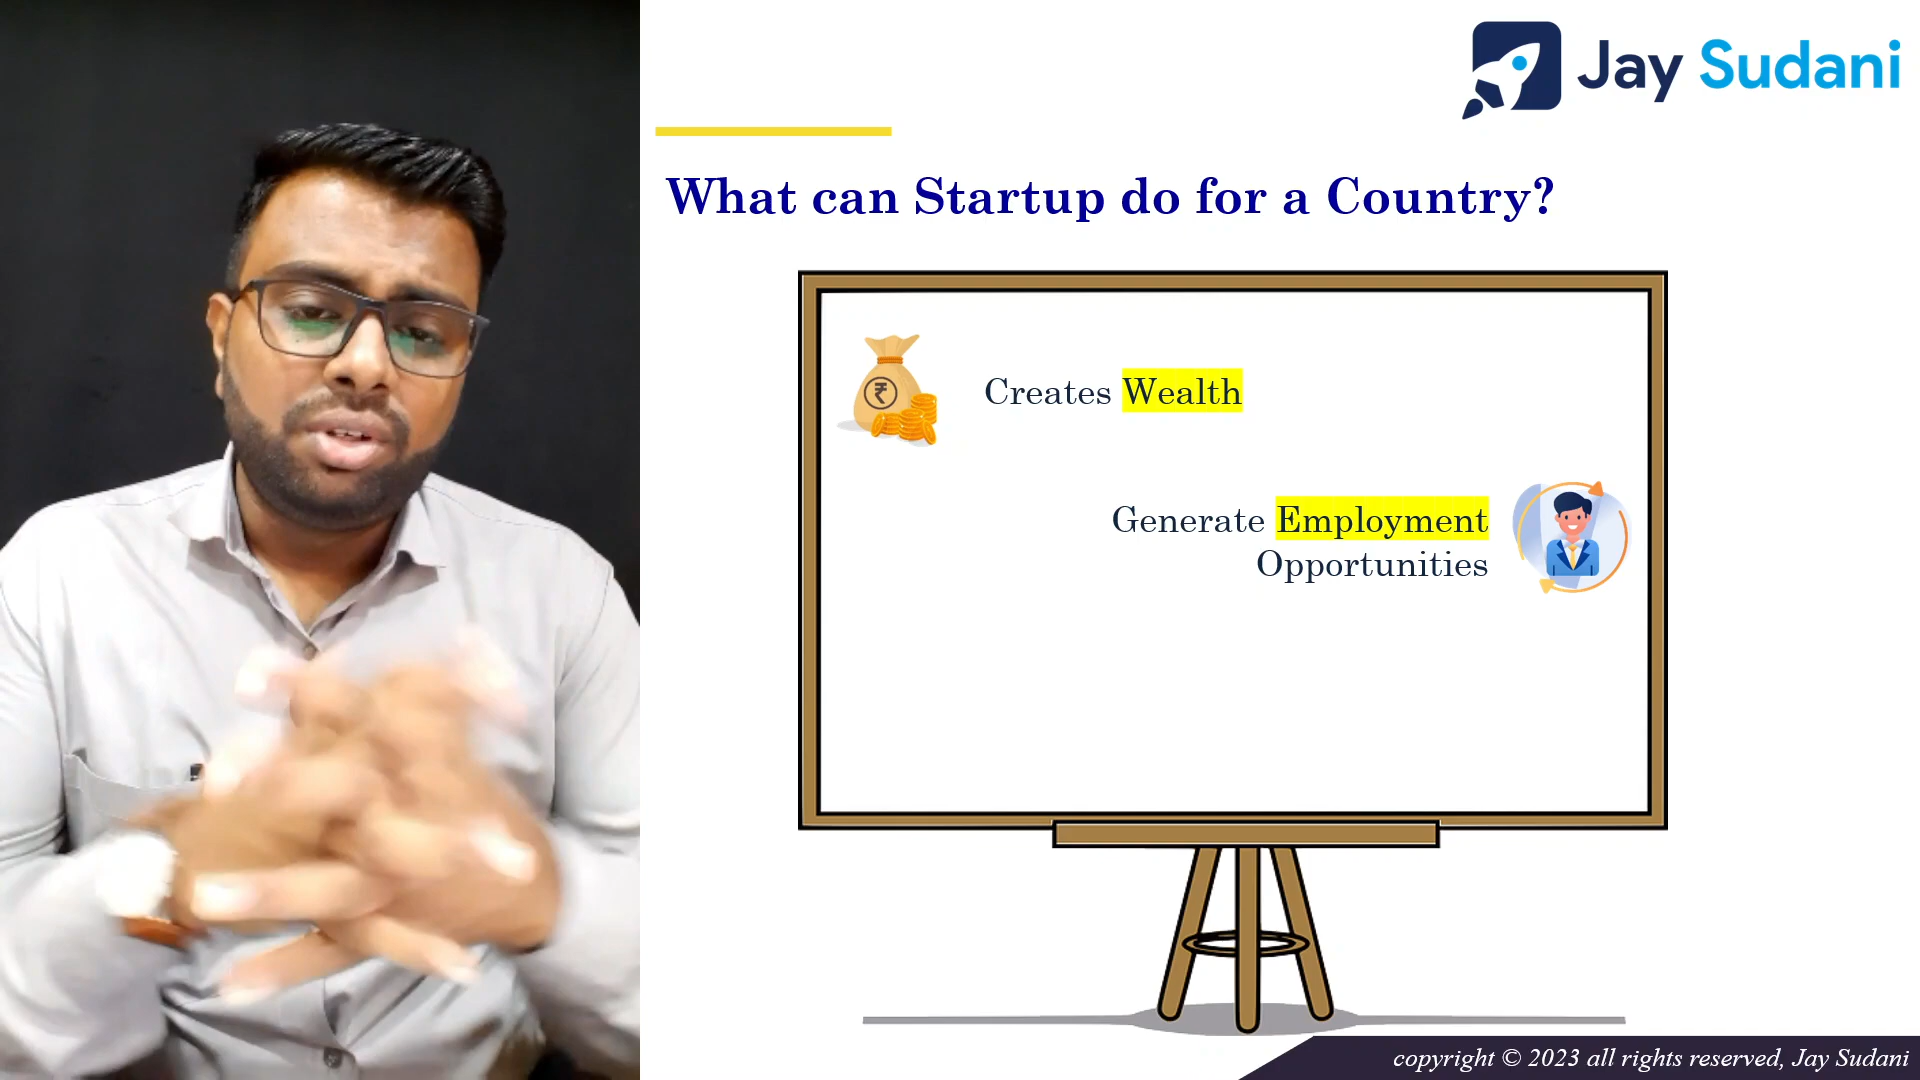 Jay Sudani
What can Startup do for a Country?
₹
Creates Wealth
Generate Employment
Opportunities
copyright © 2023 all rights reserved, Jay Sudani